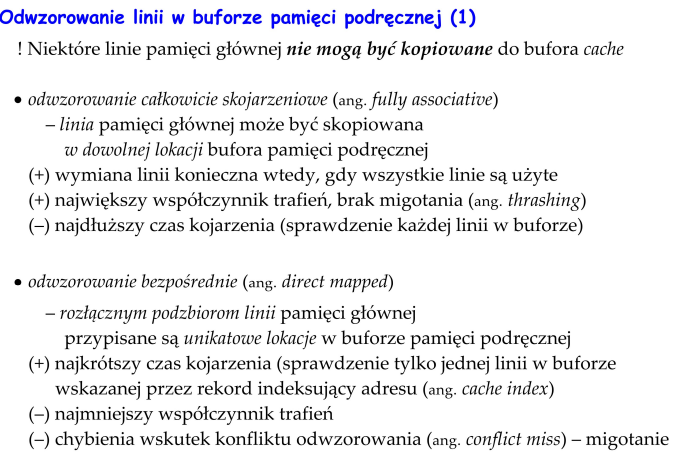 Odwzorowanie linii w buforze pamięci podręcznej (1)
! Niektóre linie pamięci głównej nie mogą być kopiowane do bufora cache
• odwzorowanie całkowicie skojarzeniowe (ang. fully associative)
– linia pamięci głównej może być skopiowana
w dowolnej lokacji bufora pamięci podręcznej
(+) wymiana linii konieczna wtedy, gdy wszystkie linie są użyte
(+) największy współczynnik trafień, brak migotania (ang. thrashing)
(–) najdłuższy czas kojarzenia (sprawdzenie każdej linii w buforze)
• odwzorowanie bezpośrednie (ang. direct mapped)
– rozłącznym podzbiorom linii pamięci głównej
przypisane są unikatowe lokacje w buforze pamięci podręcznej
(+) najkrótszy czas kojarzenia (sprawdzenie tylko jednej linii w buforze
wskazanej przez rekord indeksujący adresu (ang. cache index)
(–) najmniejszy współczynnik trafień
(–) chybienia wskutek konfliktu odwzorowania (ang. conflict miss) – migotanie